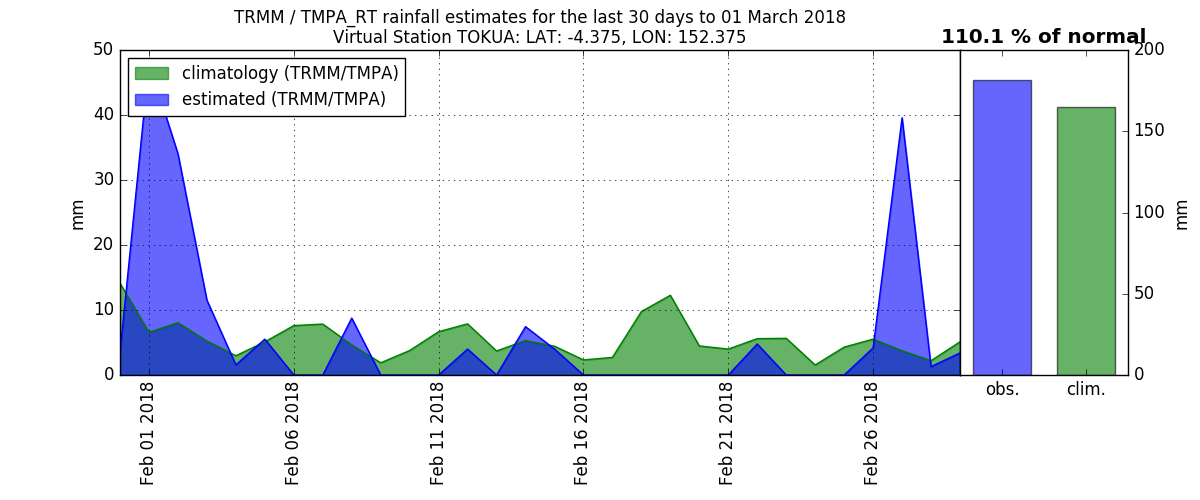 TRMM / TMPA_RT rainfall estimates for the last 30 days to 01 March 2018
Virtual Station TOKUA: LAT: -4.375, LON: 152.375
110.1 % of normal
climatology (TRMM/TMPA)
estimated (TRMM/TMPA)
50
40
30
20
10
0
mm
Feb 01 2018
Feb 06 2018
Feb 11 2018
Feb 16 2018
Feb 21 2018
Feb 26 2018
obs.
clim.
200
150
100
50
0
mm